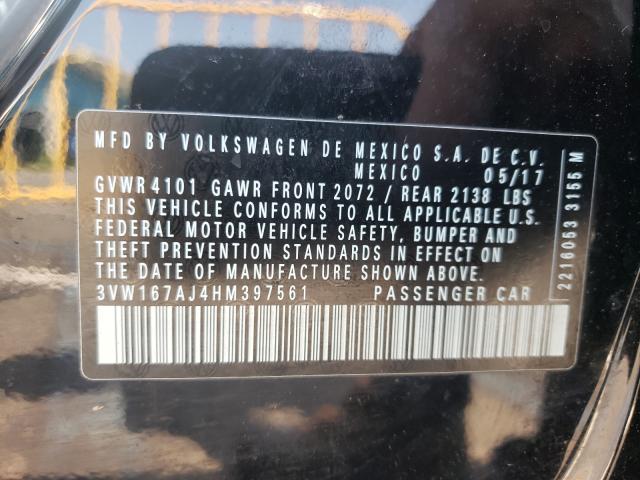 MFD BY VOLKSWAGEN DE MEXICO S.A. DE C.V.
MEXICO 05/17
GVWR 4101 GAWR FRONT 2072 / REAR 2138 LBS
THIS VEHICLE CONFORMS TO ALL APPLICABLE U.S.
FEDERAL MOTOR VEHICLE SAFETY, BUMPER AND
THEFT PREVENTION STANDARDS IN EFFECT ON
THE DATE OF MANUFACTURE SHOWN ABOVE.
3VW167AJ4HM397561 PASSENGER CAR
2216053 3155 M